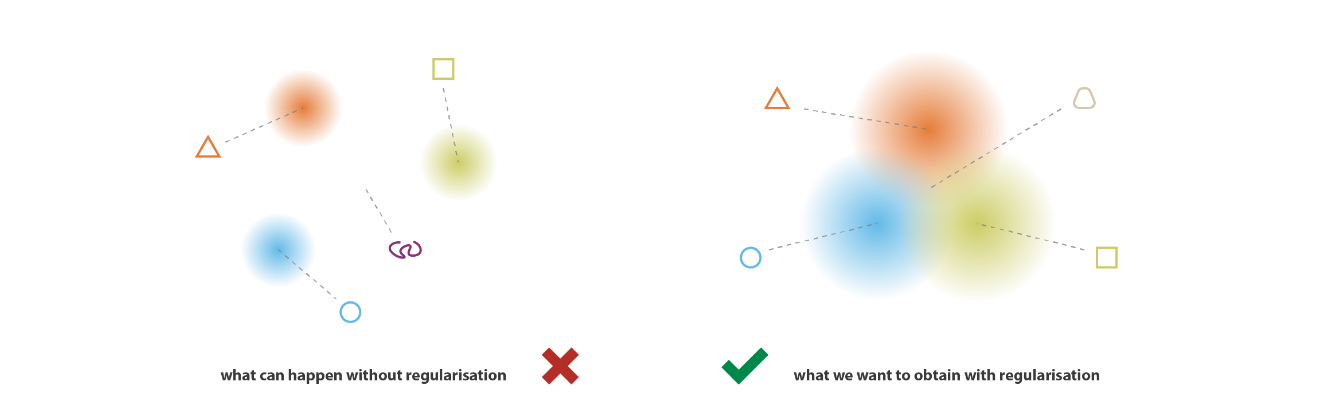 what can happen without regularisation
what we want to obtain with regularisation